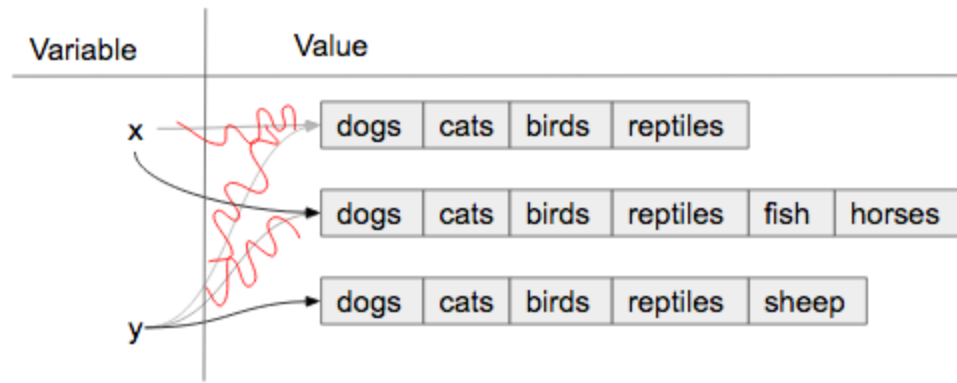 Variable Value
x dogs cats birds reptiles
dogs cats birds reptiles fish horses
y dogs cats birds reptiles sheep